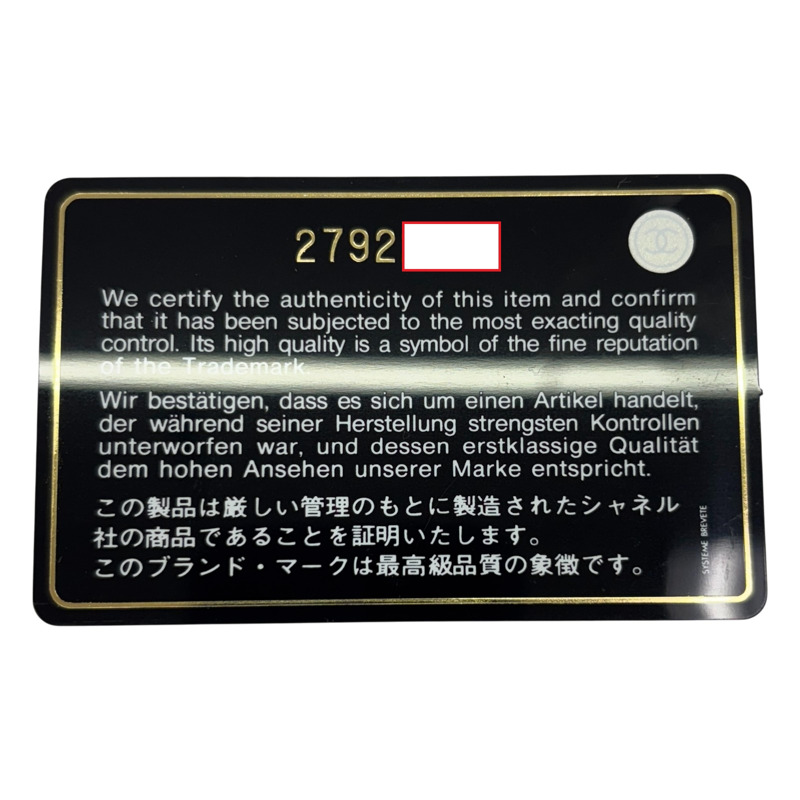 2792
We certify the authenticity of this item and confirm
that it has been subjected to the most exacting quality
control. Its high quality is a symbol of the fine reputation
of the Trademark.
Wir bestätigen, dass es sich um einen Artikel handelt,
der während seiner Herstellung strengsten Kontrollen
unterworfen war, und dessen erstklassige Qualität
dem hohen Ansehen unserer Marke entspricht.
この製品は厳しい管理のもとに製造されたシャネル
社の商品であることを証明いたします。
このブランド・マークは最高級品質の象徴です。
SYSTEME BREVETE